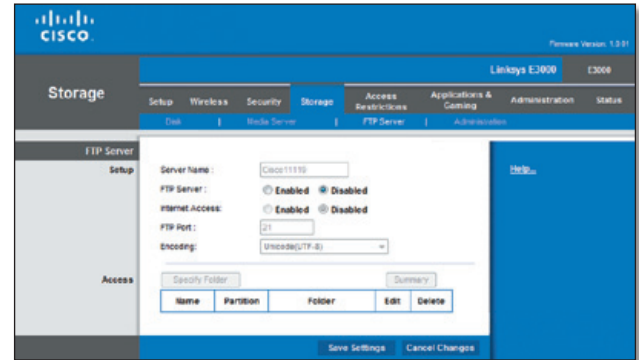 CISCO
Firmware Version: 1.0.01
Linksys E3000 E3000
Storage
Setup Wireless Security Storage Access Restrictions Applications & Gaming Administration Status
Disk | Media Server | FTP Server | Administration
FTP Server
Setup
Server Name : Cisco11110
FTP Server : Enabled Disabled
Internet Access: Enabled Disabled
FTP Port : 21
Encoding: Unicode(UTF-8)
Help...
Access
Specify Folder Summary
Name Partition Folder Edit Delete
Save Settings Cancel Changes